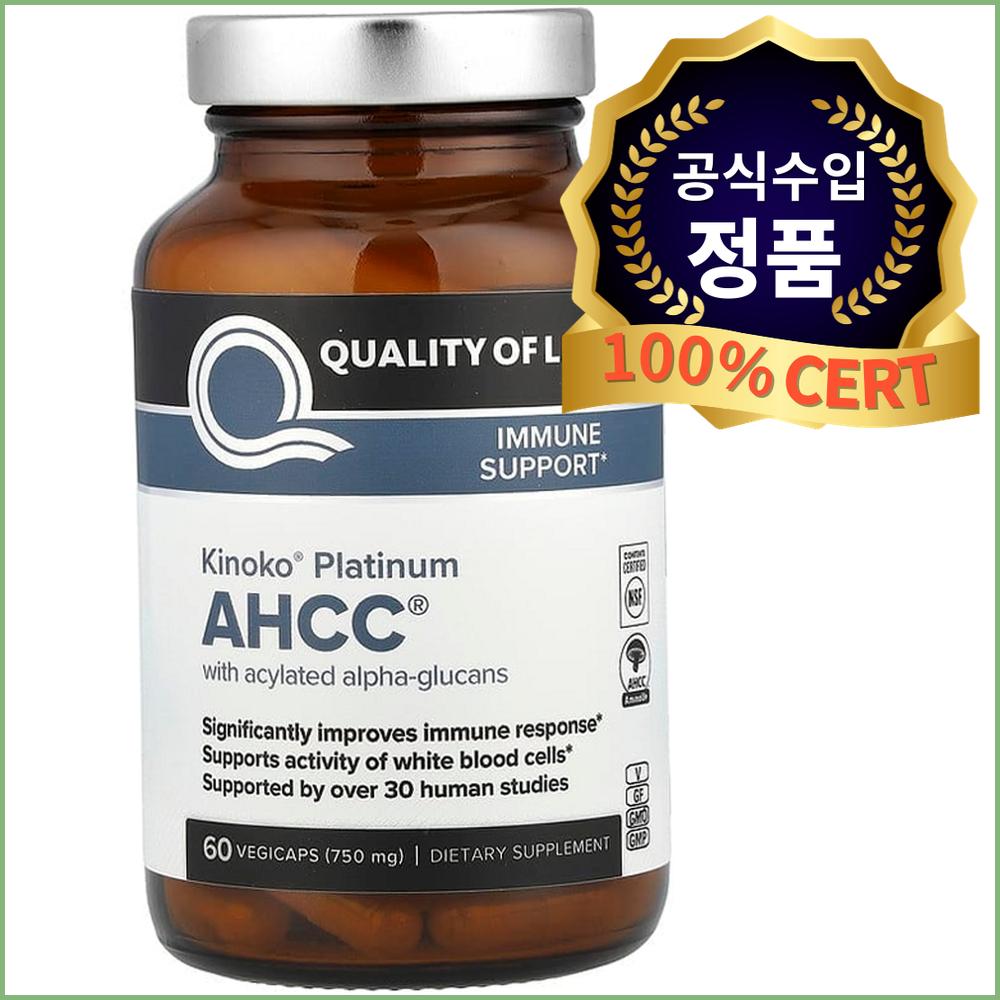 공식수입
정품
100% CERT
QUALITY OF L
IMMUNE
SUPPORT*
Kinoko® Platinum
AHCC®
with acylated alpha-glucans
Significantly improves immune response*
Supports activity of white blood cells*
Supported by over 30 human studies
60 VEGICAPS (750 mg) | DIETARY SUPPLEMENT
CONTENTS
CERTIFIED
NSF
AHCC
V
GF
GMO
GMP